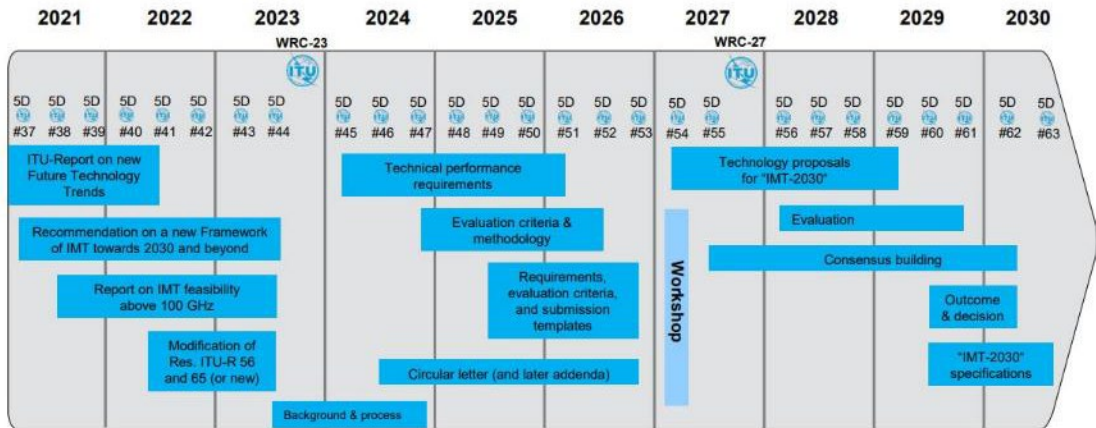 2021 2022 2023 2024 2025 2026 2027 2028 2029 2030
WRC-23 WRC-27
ITU ITU
5D 5D 5D 5D 5D 5D 5D 5D 5D 5D 5D 5D 5D 5D 5D 5D 5D 5D 5D 5D 5D 5D 5D 5D 5D 5D 5D
#37 #38 #39 #40 #41 #42 #43 #44 #45 #46 #47 #48 #49 #50 #51 #52 #53 #54 #55 #56 #57 #58 #59 #60 #61 #62 #63
ITU-Report on new
Future Technology
Trends
Technical performance
requirements
Technology proposals
for "IMT-2030"
Recommendation on a new Framework
of IMT towards 2030 and beyond
Evaluation criteria &
methodology
Evaluation
Consensus building
Report on IMT feasibility
above 100 GHz
Requirements,
evaluation criteria,
and submission
templates
Workshop
Outcome
& decision
Modification of
Res. ITU-R 56
and 65 (or new)
Circular letter (and later addenda)
"IMT-2030"
specifications
Background & process